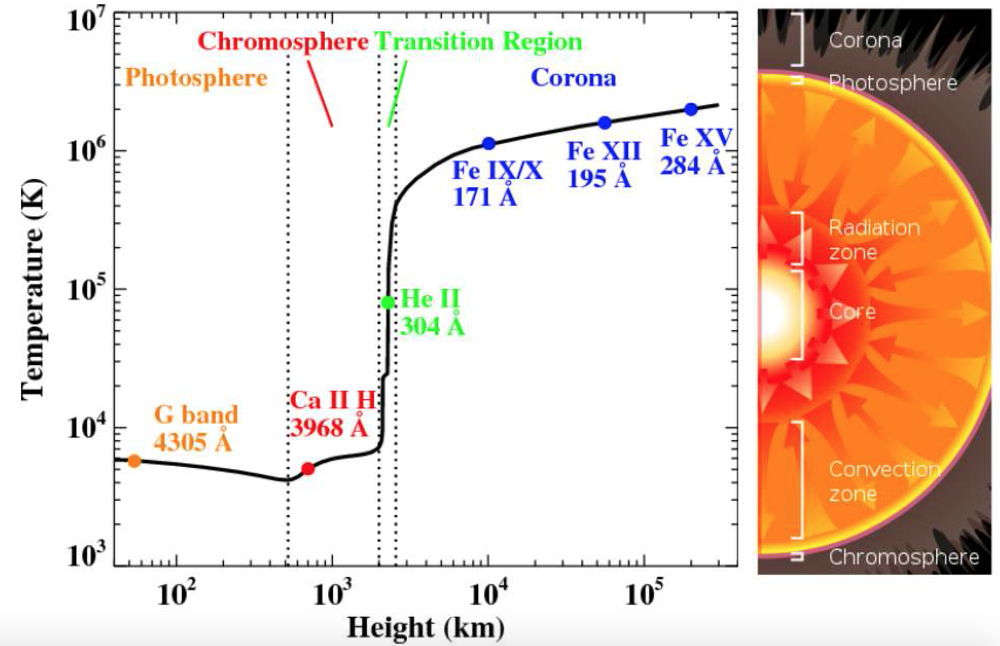 10⁷
Chromosphere Transition Region
Photosphere
Corona
10⁶
Fe IX/X
171 Å
Fe XII
195 Å
Fe XV
284 Å
10⁵
He II
304 Å
10⁴
G band
4305 Å
Ca II H
3968 Å
10³
Temperature (K)
10² 10³ 10⁴ 10⁵
Height (km)
Corona
Photosphere
Radiation
zone
Core
Convection
zone
Chromosphere